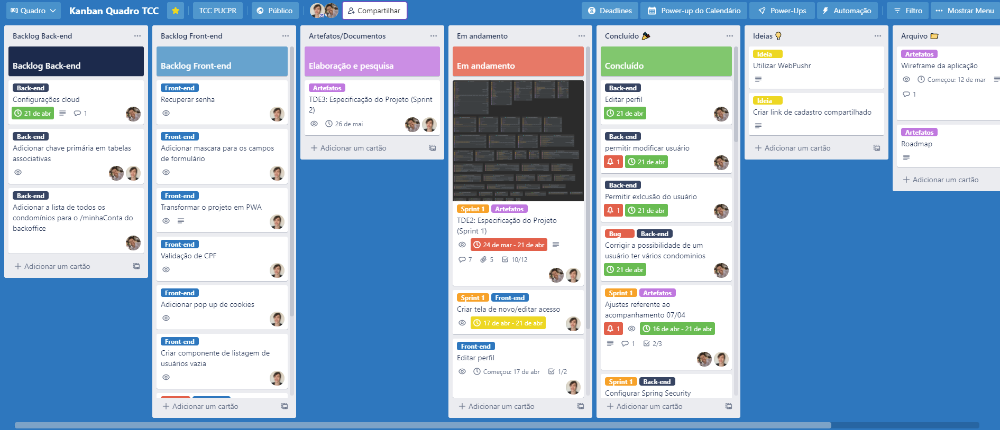 Quadro
Kanban Quadro TCC
TCC PUCPR
Público
Compartilhar
Deadlines
Power-up do Calendário
Power-Ups
Automação
Filtro
Mostrar Menu
Backlog Back-end
Backlog Back-end
Back-end
Configurações cloud
21 de abr
1
Back-end
Adicionar chave primária em tabelas
associativas
Back-end
Adicionar a lista de todos os
condomínios para o /minhaConta do
backoffice
+ Adicionar um cartão
Backlog Front-end
Backlog Front-end
Front-end
Recuperar senha
Front-end
Adicionar mascara para os campos
de formulário
Front-end
Transformar o projeto em PWA
Front-end
Validação de CPF
Front-end
Adicionar pop up de cookies
Front-end
Criar componente de listagem de
usuários vazia
+ Adicionar um cartão
Artefatos/Documentos
Elaboração e pesquisa
Artefatos
TDE3: Especificação do Projeto (Sprint
2)
26 de mai
+ Adicionar um cartão
Em andamento
Em andamento
Sprint 1 Artefatos
TDE2: Especificação do Projeto
(Sprint 1)
24 de mar - 21 de abr
7 5 10/12
Sprint 1 Front-end
Criar tela de novo/editar acesso
17 de abr - 21 de abr
Front-end
Editar perfil
Começou: 17 de abr 1/2
+ Adicionar um cartão
Concluído
Concluído
Back-end
Editar perfil
21 de abr
Back-end
permitir modificar usuário
1 21 de abr
Back-end
Permitir exlcusão do usuário
1 21 de abr
Bug Back-end
Corrigir a possibilidade de um
usuário ter vários condominios
21 de abr
Sprint 1 Artefatos
Ajustes referente ao
acompanhamento 07/04
1 16 de abr - 21 de abr
1 2/3
Sprint 1 Back-end
Configurar Spring Security
+ Adicionar um cartão
Ideias
Ideia
Utilizar WebPushr
Ideia
Criar link de cadastro compartilhado
+ Adicionar um cartão
Arquivo
Artefatos
Wireframe da aplicação
Começou: 12 de mar
1
Artefatos
Roadmap
+ Adicionar um cartão